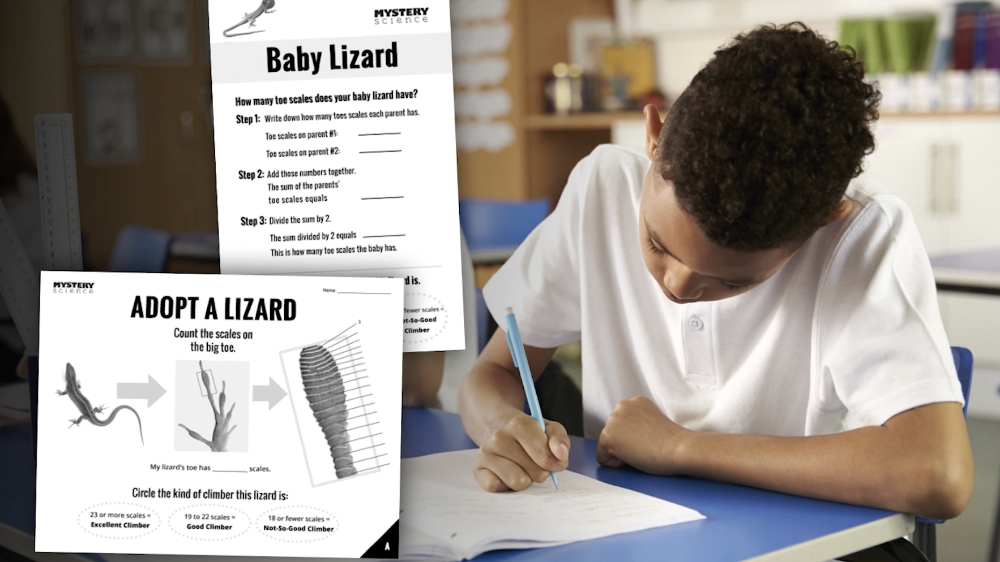 MYSTERY
science
Baby Lizard
How many toe scales does your baby lizard have?
Step 1: Write down how many toes scales each parent has.
Toe scales on parent #1:
Toe scales on parent #2:
Step 2: Add those numbers together.
The sum of the parents'
toe scales equals
Step 3: Divide the sum by 2.
The sum divided by 2 equals
This is how many toe scales the baby has.
is.
fewer scales =
Climber
MYSTERY
science
Name:
ADOPT A LIZARD
Count the scales on
the big toe.
1
My lizard's toe has scales.
Circle the kind of climber this lizard is:
23 or more scales =
Excellent Climber
19 to 22 scales =
Good Climber
18 or fewer scales =
Not-So-Good Climber
A